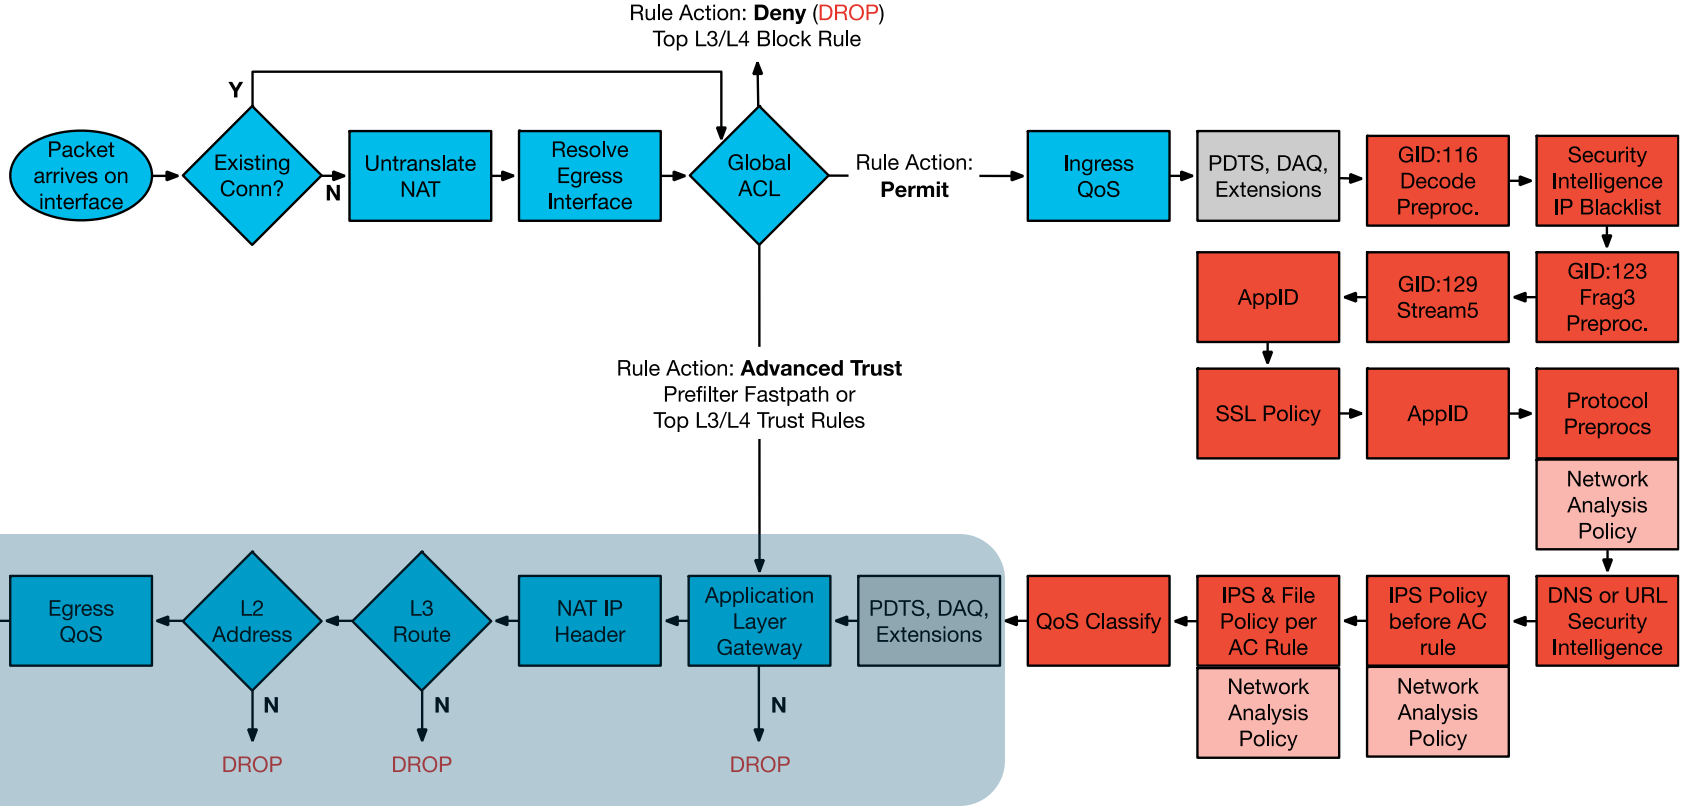 Rule Action: Deny (DROP)
Top L3/L4 Block Rule
Y
Packet
arrives on
interface
Existing
Conn?
N
Untranslate
NAT
Resolve
Egress
Interface
Global
ACL
Rule Action:
Permit
Ingress
QoS
PDTS, DAQ,
Extensions
GID:116
Decode
Preproc.
Security
Intelligence
IP Blacklist
GID:123
Frag3
Preproc.
GID:129
Stream5
AppID
Rule Action: Advanced Trust
Prefilter Fastpath or
Top L3/L4 Trust Rules
SSL Policy
AppID
Protocol
Preprocs
Network
Analysis
Policy
DNS or URL
Security
Intelligence
IPS Policy
before AC
rule
Network
Analysis
Policy
IPS & File
Policy per
AC Rule
Network
Analysis
Policy
QoS Classify
PDTS, DAQ,
Extensions
Application
Layer
Gateway
N
DROP
NAT IP
Header
L3
Route
N
DROP
L2
Address
N
DROP
Egress
QoS